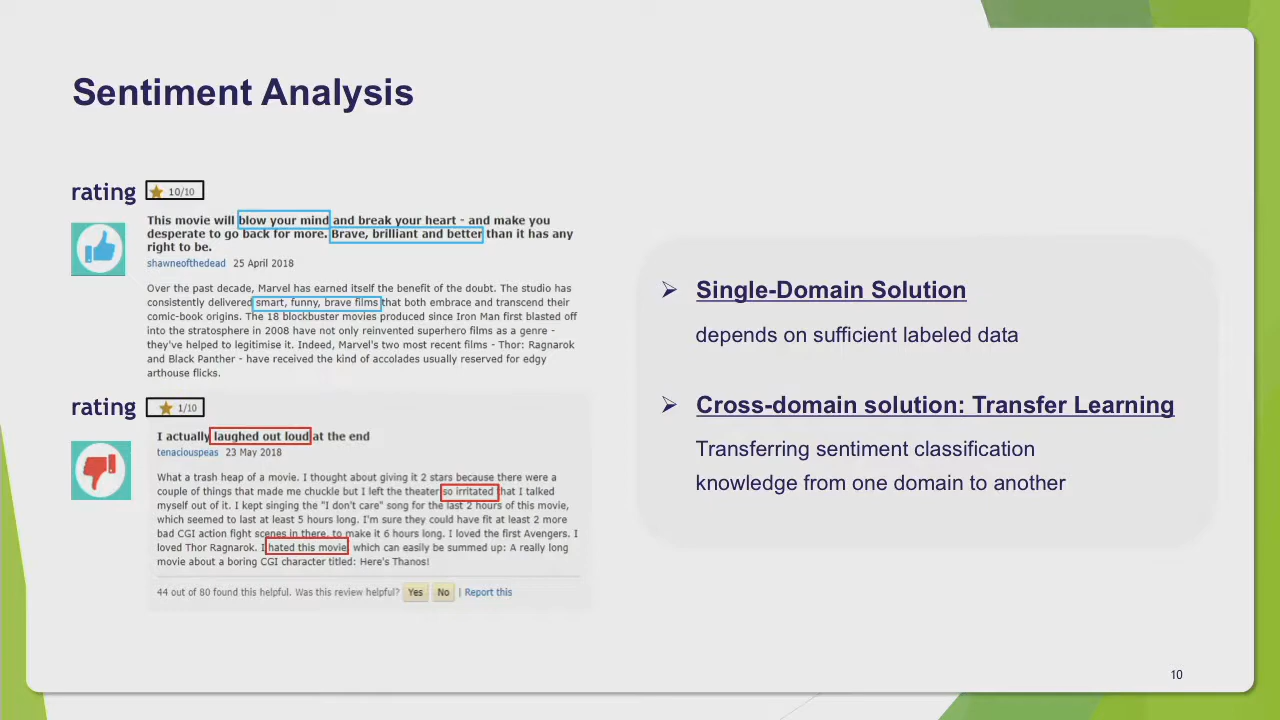 Sentiment Analysis
rating
10/10
This movie will blow your mind and break your heart - and make you
desperate to go back for more. Brave, brilliant and better than it has any
right to be.
shawneofthedead 25 April 2018
Over the past decade, Marvel has earned itself the benefit of the doubt. The studio has
consistently delivered smart, funny, brave films that both embrace and transcend their
comic-book origins. The 18 blockbuster movies produced since Iron Man first blasted off
into the stratosphere in 2008 have not only reinvented superhero films as a genre -
they've helped to legitimise it. Indeed, Marvel's two most recent films - Thor: Ragnarok
and Black Panther - have received the kind of accolades usually reserved for edgy
arthouse flicks.
rating
1/10
I actually laughed out loud at the end
tenaciouspeas 23 May 2018
What a trash heap of a movie. I thought about giving it 2 stars because there were a
couple of things that made me chuckle but I left the theater so irritated that I talked
myself out of it. I kept singing the "I don't care" song for the last 2 hours of this movie,
which seemed to last at least 5 hours long. I'm sure they could have fit at least 2 more
bad CGI action fight scenes in there, to make it 6 hours long. I loved the first Avengers. I
loved Thor Ragnarok. I hated this movie, which can easily be summed up: A really long
movie about a boring CGI character titled: Here's Thanos!
44 out of 80 found this helpful. Was this review helpful? Yes No | Report this
➢ Single-Domain Solution
depends on sufficient labeled data
➢ Cross-domain solution: Transfer Learning
Transferring sentiment classification
knowledge from one domain to another
10